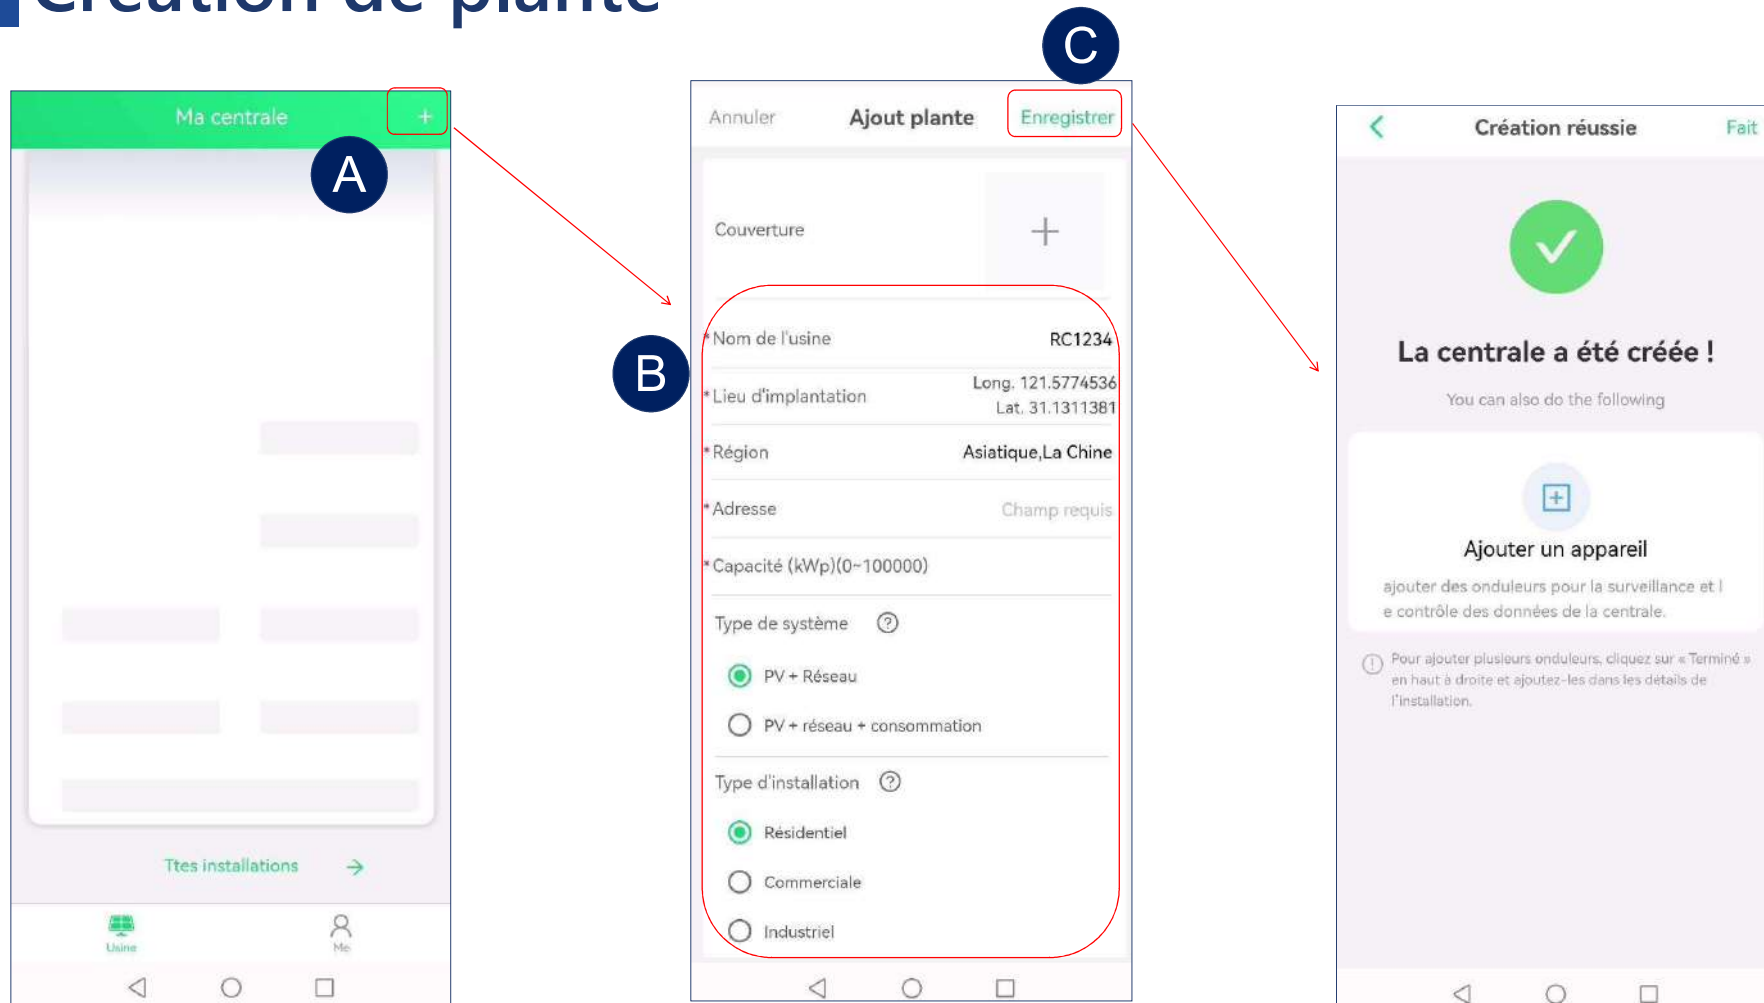 Création de plante
C
Ma centrale
+
A
Annuler
Ajout plante
Enregistrer
Couverture
B
*Nom de l'usine
RC1234
*Lieu d'implantation
Long. 121.5774536
Lat. 31.1311381
*Région
Asiatique,La Chine
*Adresse
Champ requis
*Capacité (kWp)(0~100000)
Type de système ?
PV + Réseau
PV + réseau + consommation
Type d'installation ?
Résidentiel
Commerciale
Industriel
Ttes installations
Usine
Me
Création réussie
Fait
La centrale a été créée !
You can also do the following
Ajouter un appareil
ajouter des onduleurs pour la surveillance et l
e contrôle des données de la centrale.
Pour ajouter plusieurs onduleurs, cliquez sur « Terminé »
en haut à droite et ajoutez-les dans les détails de
l'installation.